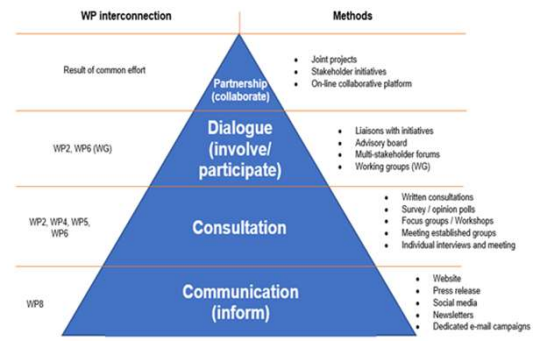 WP interconnection
Methods
Result of common effort
Partnership
(collaborate)
• Joint projects
• Stakeholder initiatives
• On-line collaborative platform
WP2, WP6 (WG)
Dialogue
(involve/
participate)
• Liaisons with initiatives
• Advisory board
• Multi-stakeholder forums
• Working groups (WG)
WP2, WP4, WP5,
WP6
Consultation
• Written consultations
• Survey / opinion polls
• Focus groups / Workshops
• Meeting established groups
• Individual interviews and meeting
WP8
Communication
(inform)
• Website
• Press release
• Social media
• Newsletters
• Dedicated e-mail campaigns